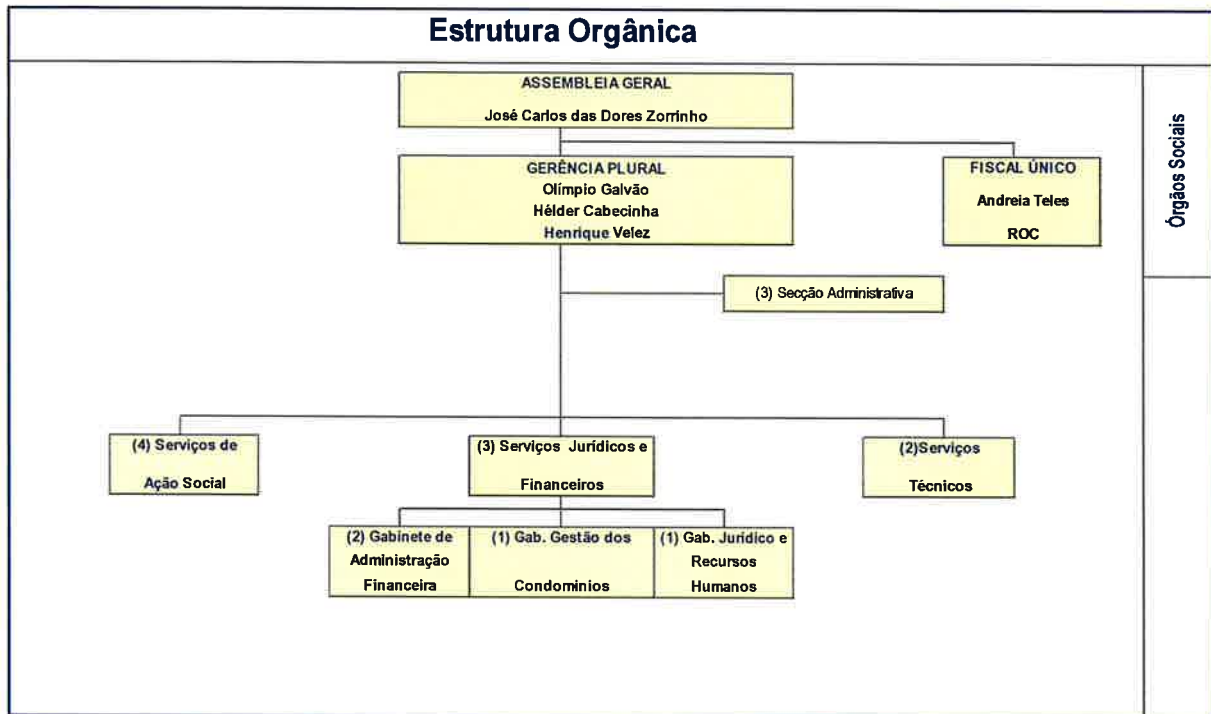 Estrutura Orgânica
ASSEMBLEIA GERAL
José Carlos das Dores Zorrinho
GERÊNCIA PLURAL
Olímpio Galvão
Hélder Cabecinha
Henrique Velez
FISCAL ÚNICO
Andreia Teles
ROC
Órgãos Sociais
(3) Secção Administrativa
(4) Serviços de
Ação Social
(3) Serviços Jurídicos e
Financeiros
(2)Serviços
Técnicos
(2) Gabinete de
Administração
Financeira
(1) Gab. Gestão dos
Condominios
(1) Gab. Jurídico e
Recursos
Humanos